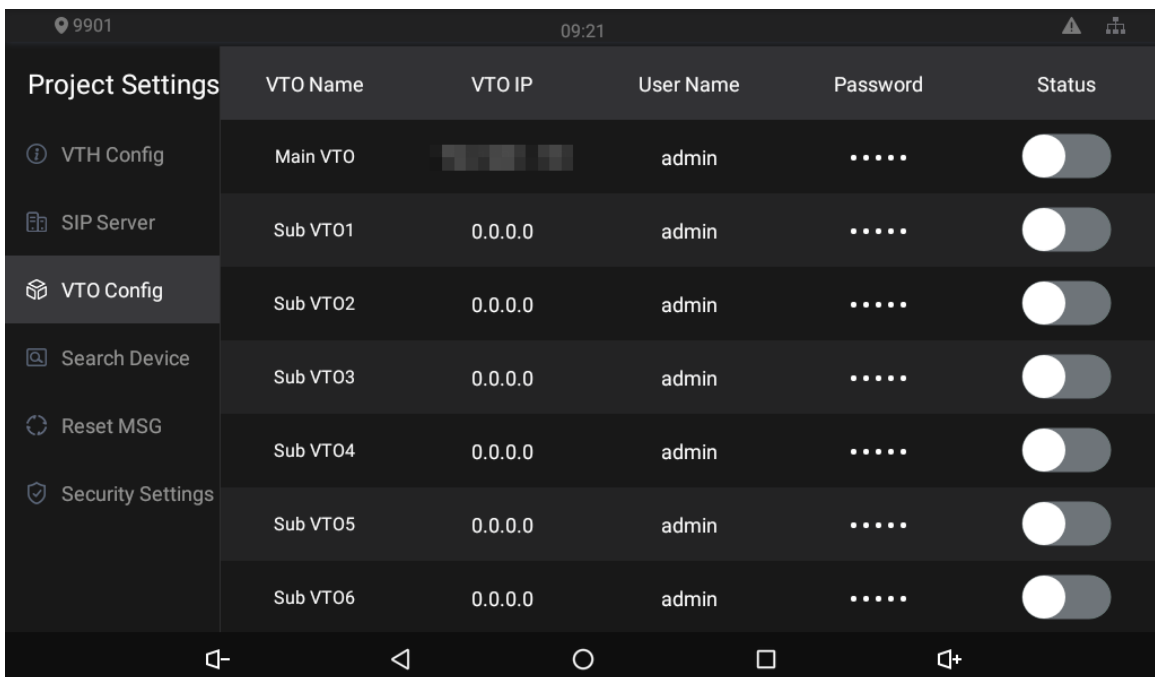 9901 09:21
Project Settings VTO Name VTO IP User Name Password Status
VTH Config Main VTO admin •••••
SIP Server Sub VTO1 0.0.0.0 admin •••••
VTO Config Sub VTO2 0.0.0.0 admin •••••
Search Device Sub VTO3 0.0.0.0 admin •••••
Reset MSG Sub VTO4 0.0.0.0 admin •••••
Security Settings Sub VTO5 0.0.0.0 admin •••••
Sub VTO6 0.0.0.0 admin •••••